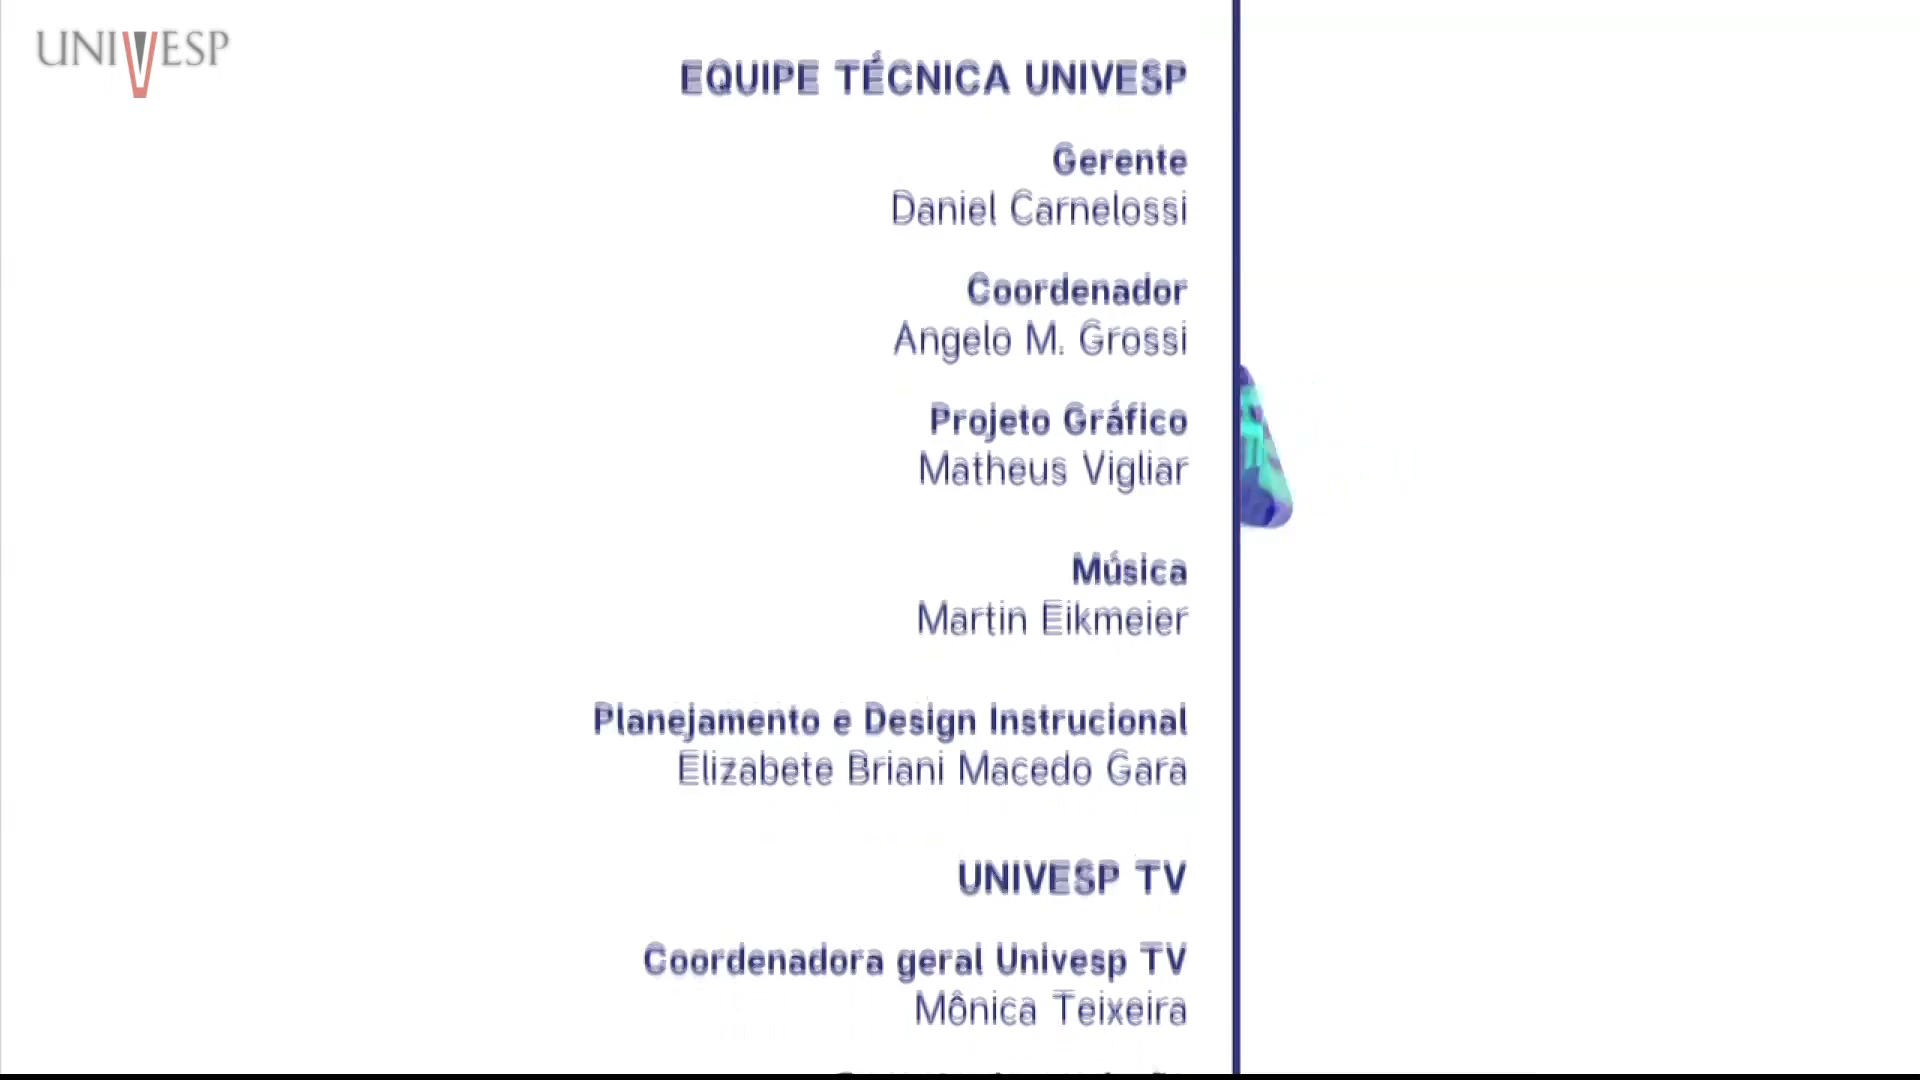 UNIVESP
EQUIPE TÉCNICA UNIVESP
Gerente
Daniel Carnelossi
Coordenador
Angelo M. Grossi
Projeto Gráfico
Matheus Vigliar
Música
Martin Eikmeier
Planejamento e Design Instrucional
Elizabete Briani Macedo Gara
UNIVESP TV
Coordenadora geral Univesp TV
Mônica Teixeira